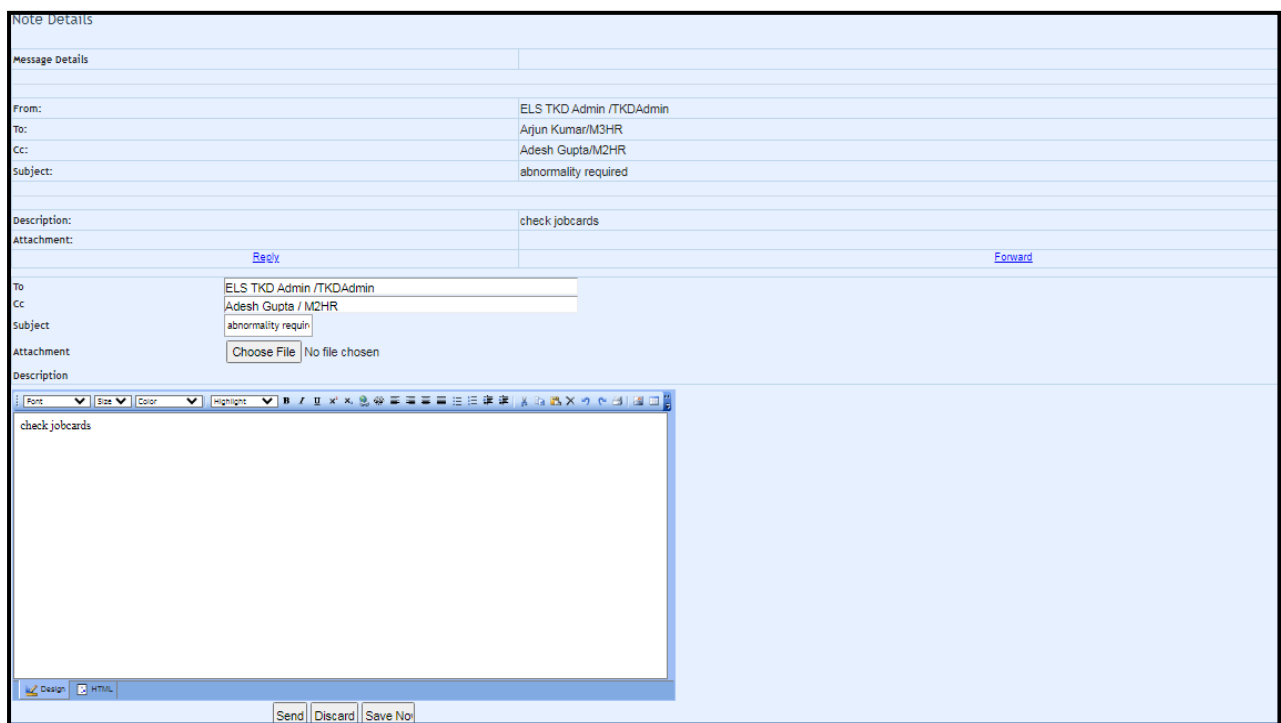 Note Details
Message Details
From: ELS TKD Admin /TKDAdmin
To: Arjun Kumar/M3HR
Cc: Adesh Gupta/M2HR
Subject: abnormality required
Description: check jobcards
Attachment:
Reply Forward
To ELS TKD Admin /TKDAdmin
Cc Adesh Gupta / M2HR
Subject abnormality requir
Attachment Choose File No file chosen
Description
Font Size Color Highlight B I U x² x₂
check jobcards
Design HTML
Send Discard Save No